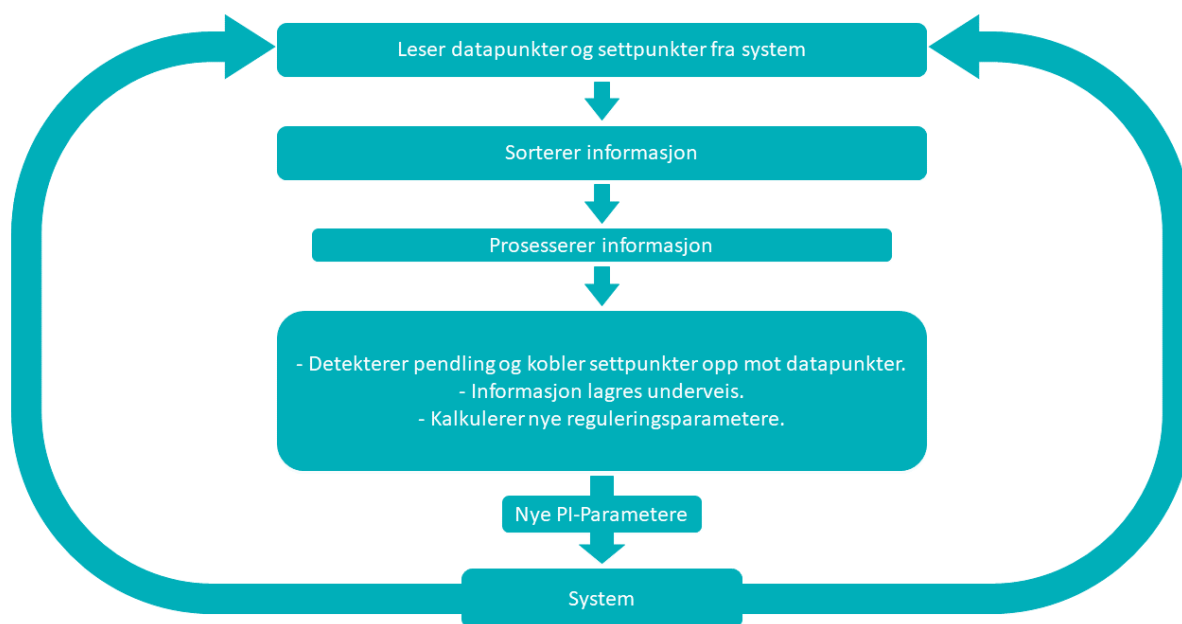 Leser datapunkter og settpunkter fra system
Sorterer informasjon
Prosesserer informasjon
- Detekterer pendling og kobler settpunkter opp mot datapunkter.
- Informasjon lagres underveis.
- Kalkulerer nye reguleringsparametere.
Nye PI-Parametere
System